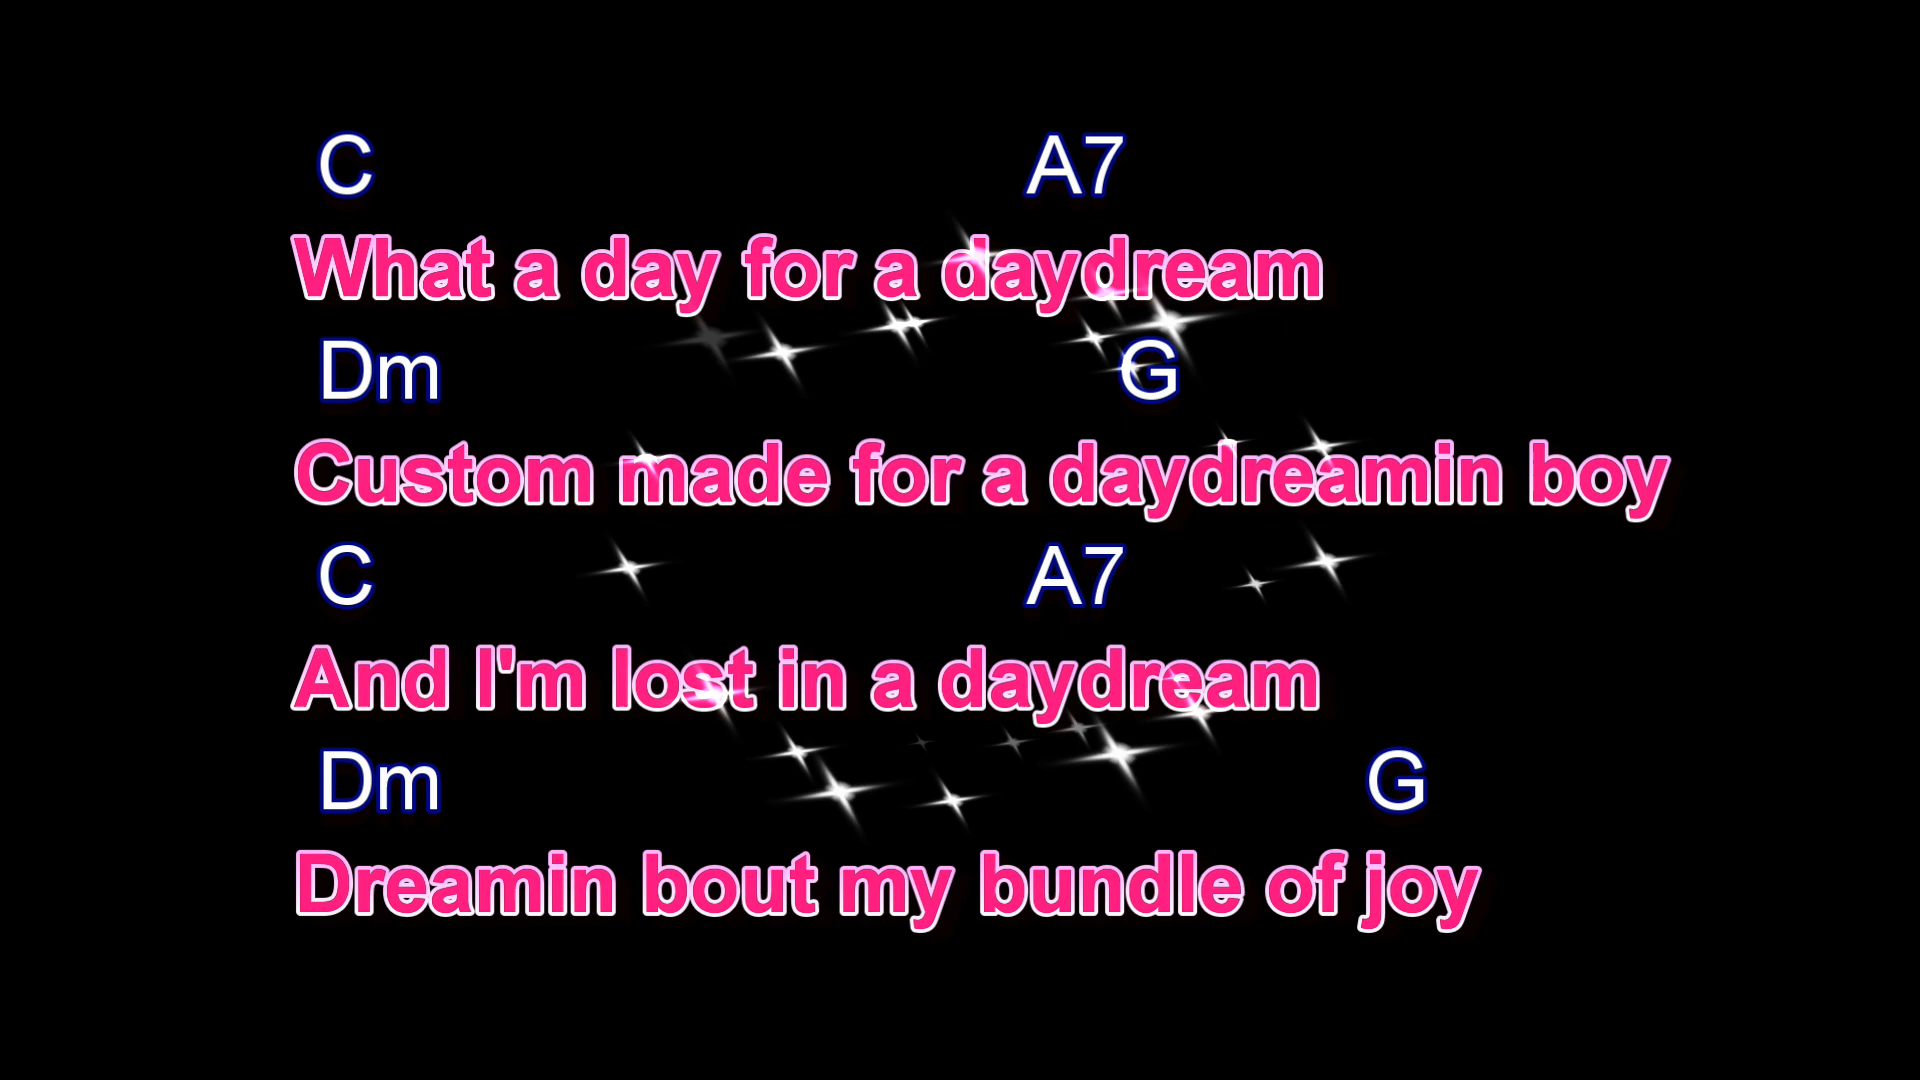 C A7
What a day for a daydream
Dm G
Custom made for a daydreamin boy
C A7
And I'm lost in a daydream
Dm G
Dreamin bout my bundle of joy